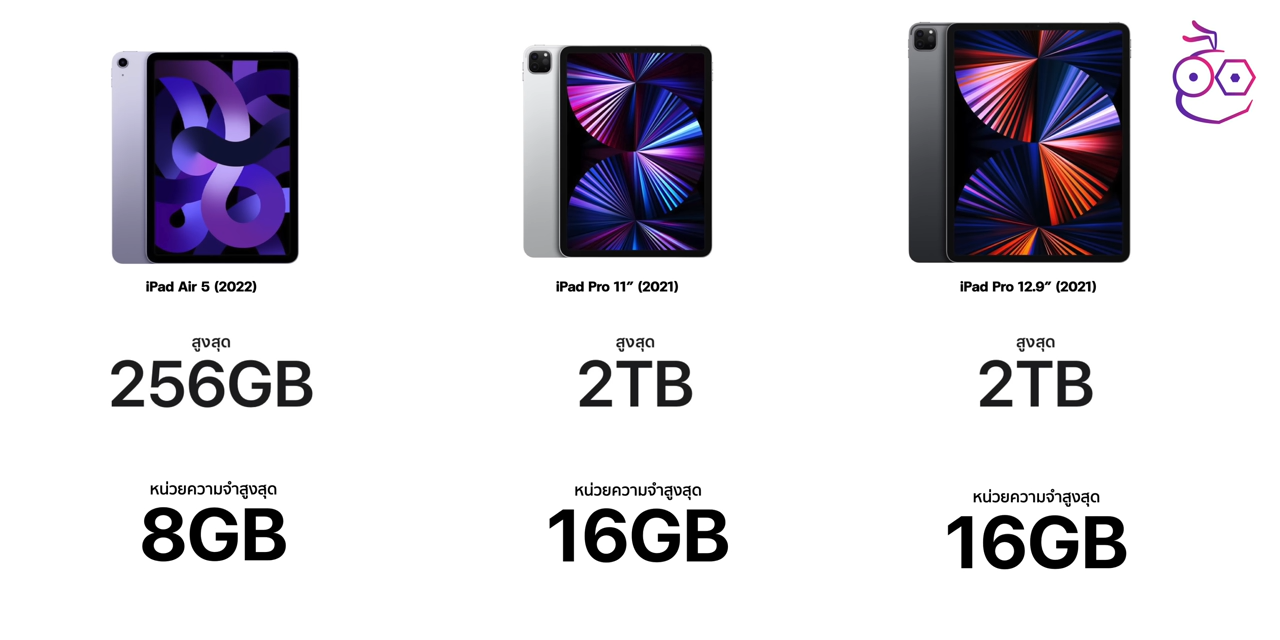 iPad Air 5 (2022)
iPad Pro 11” (2021)
iPad Pro 12.9” (2021)
สูงสุด
256GB
สูงสุด
2TB
สูงสุด
2TB
หน่วยความจำสูงสุด
8GB
หน่วยความจำสูงสุด
16GB
หน่วยความจำสูงสุด
16GB